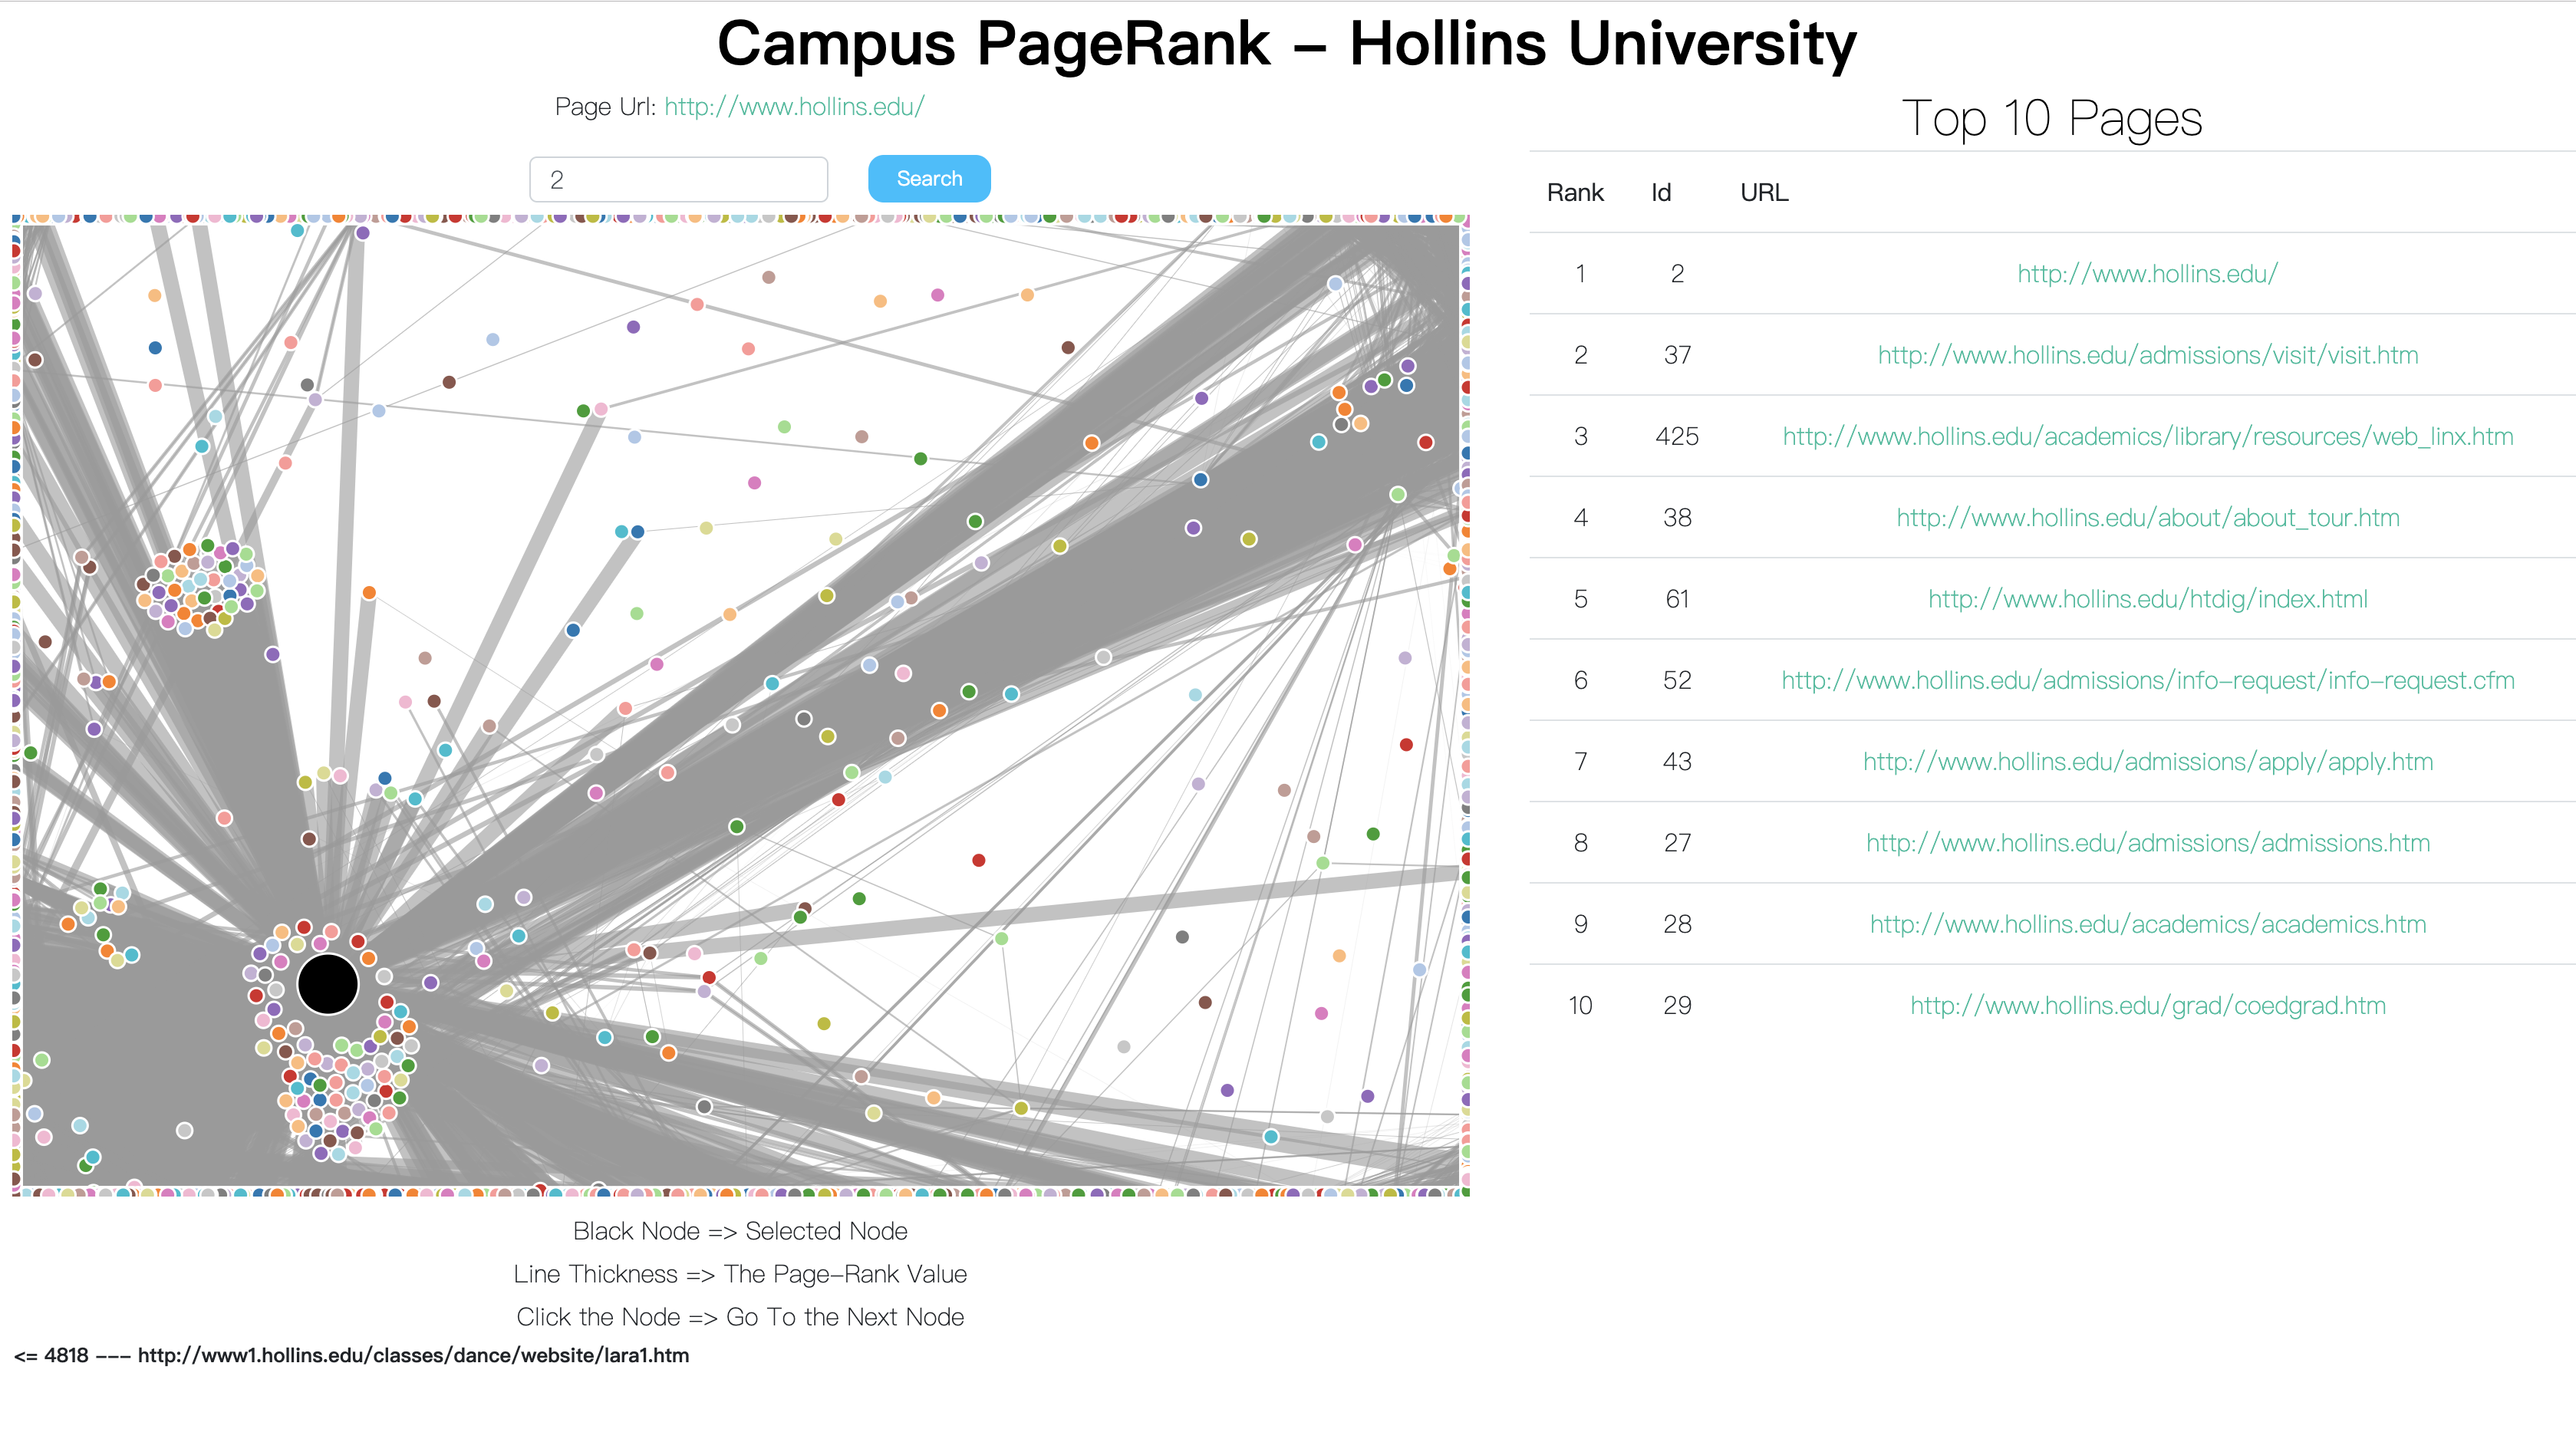 Campus PageRank – Hollins University
Page Url: http://www.hollins.edu/
2
Search
Black Node => Selected Node
Line Thickness => The Page-Rank Value
Click the Node => Go To the Next Node
<= 4818 --- http://www1.hollins.edu/classes/dance/website/lara1.htm
Top 10 Pages
Rank Id URL
1 2 http://www.hollins.edu/
2 37 http://www.hollins.edu/admissions/visit/visit.htm
3 425 http://www.hollins.edu/academics/library/resources/web_linx.htm
4 38 http://www.hollins.edu/about/about_tour.htm
5 61 http://www.hollins.edu/htdig/index.html
6 52 http://www.hollins.edu/admissions/info-request/info-request.cfm
7 43 http://www.hollins.edu/admissions/apply/apply.htm
8 27 http://www.hollins.edu/admissions/admissions.htm
9 28 http://www.hollins.edu/academics/academics.htm
10 29 http://www.hollins.edu/grad/coedgrad.htm